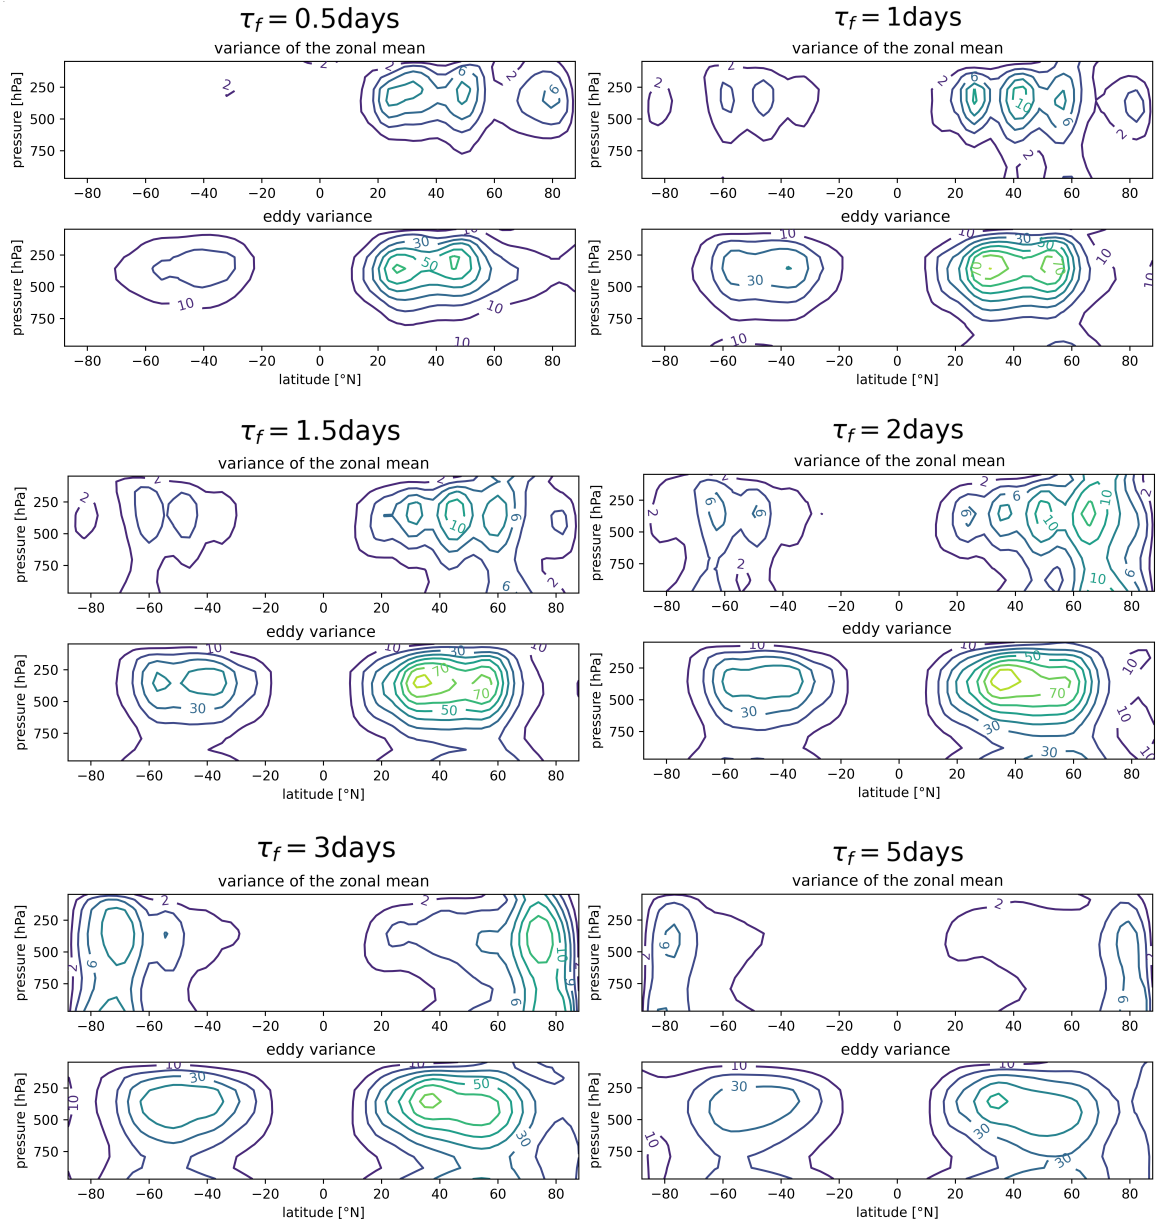 τf = 0.5days
variance of the zonal mean
pressure [hPa]
250
500
750
2 2 2 6 2 6
−80 −60 −40 −20 0 20 40 60 80
eddy variance
pressure [hPa]
250
500
750
10 30 50 10 10 10 10
−80 −60 −40 −20 0 20 40 60 80
latitude [°N]
τf = 1days
variance of the zonal mean
pressure [hPa]
250
500
750
2 2 6 10 6 2 2 2
−80 −60 −40 −20 0 20 40 60 80
eddy variance
pressure [hPa]
250
500
750
10 30 50 70 10 10 30 10
−80 −60 −40 −20 0 20 40 60 80
latitude [°N]
τf = 1.5days
variance of the zonal mean
pressure [hPa]
250
500
750
2 2 2 10 6 6 2
−80 −60 −40 −20 0 20 40 60 80
eddy variance
pressure [hPa]
250
500
750
10 10 30 10 70 70 30 50
−80 −60 −40 −20 0 20 40 60 80
latitude [°N]
τf = 2days
variance of the zonal mean
pressure [hPa]
250
500
750
2 6 6 2 2 6 6 10 10 10 6 2
−80 −60 −40 −20 0 20 40 60 80
eddy variance
pressure [hPa]
250
500
750
10 30 10 50 70 30 30 10 10 10
−80 −60 −40 −20 0 20 40 60 80
latitude [°N]
τf = 3days
variance of the zonal mean
pressure [hPa]
250
500
750
2 2 6 2 6 10 6 2
−80 −60 −40 −20 0 20 40 60 80
eddy variance
pressure [hPa]
250
500
750
10 10 30 10 50 30
−80 −60 −40 −20 0 20 40 60 80
latitude [°N]
τf = 5days
variance of the zonal mean
pressure [hPa]
250
500
750
2 6 2 6 2
−80 −60 −40 −20 0 20 40 60 80
eddy variance
pressure [hPa]
250
500
750
10 10 30 30 30
−80 −60 −40 −20 0 20 40 60 80
latitude [°N]